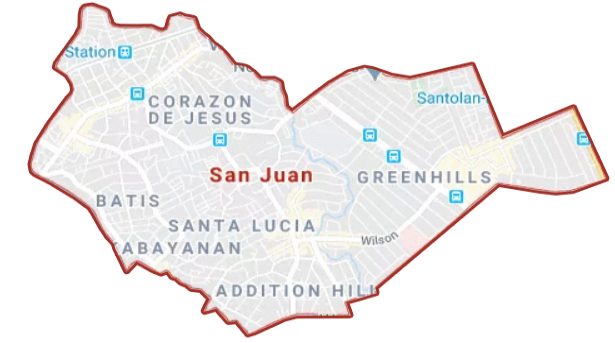 Station
CORAZON
DE JESUS
Santolan-
San Juan
GREENHILLS
BATIS
SANTA LUCIA
KABAYANAN
Wilson
ADDITION HILL